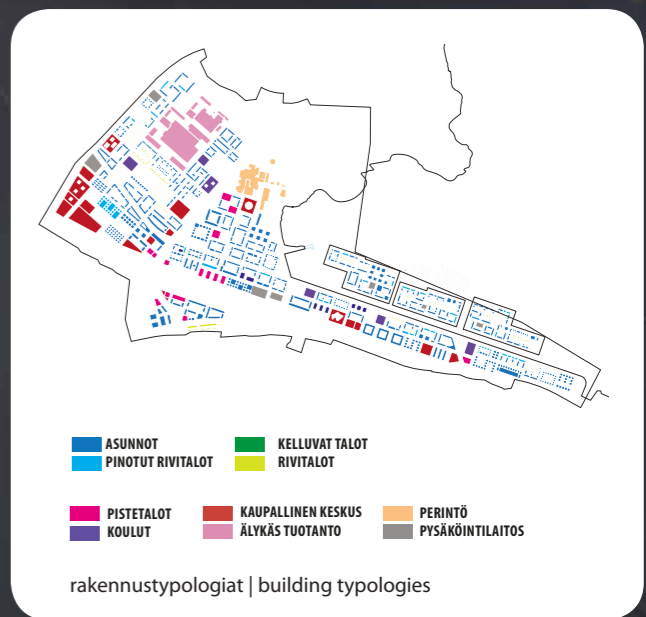 ASUNNOT
PINOTUT RIVITALOT
KELLUVAT TALOT
RIVITALOT
PISTETALOT
KOULUT
KAUPALLINEN KESKUS
ÄLYKÄS TUOTANTO
PERINTÖ
PYSÄKÖINTILAITOS
rakennustypologiat | building typologies